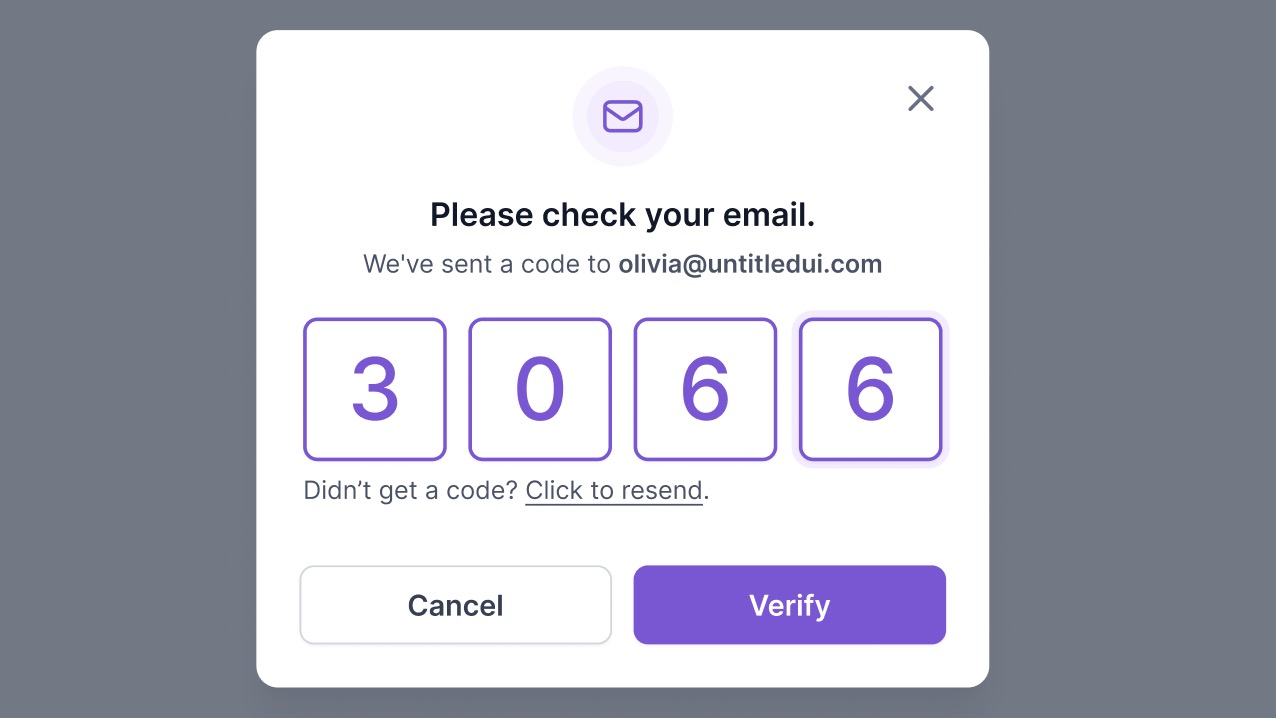 Please check your email.
We've sent a code to olivia@untitledui.com
3 0 6 6
Didn’t get a code? Click to resend.
Cancel Verify